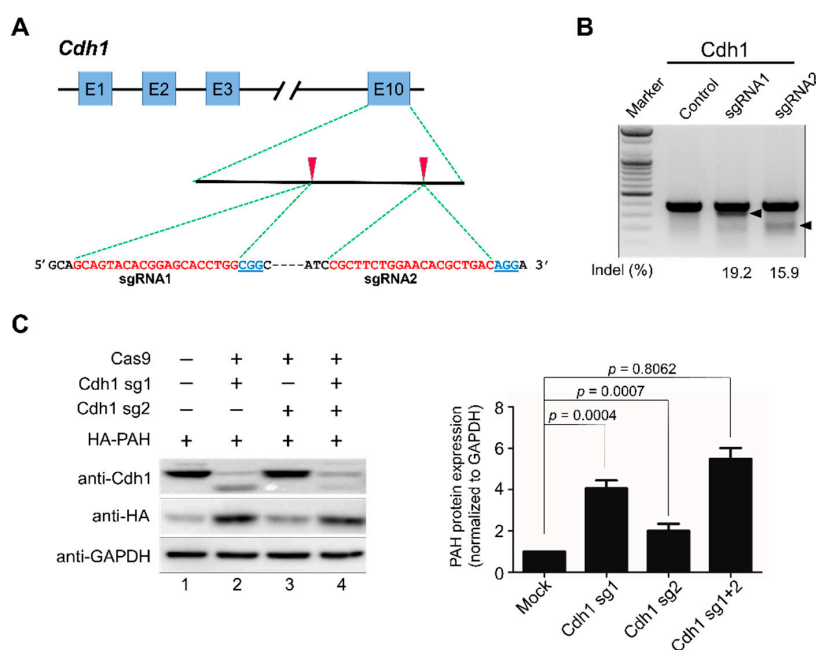 A
Cdh1
E1 E2 E3 E10
5' GCAGCAGTACACGGAGCACCTGGCGGC----ATCCGCTTCTGGAACACGCTGACAGGA 3'
sgRNA1 sgRNA2
B
Cdh1
Marker Control sgRNA1 sgRNA2
Indel (%) 19.2 15.9
C
Cas9 – + + +
Cdh1 sg1 – + – +
Cdh1 sg2 – – + +
HA-PAH + + + +
anti-Cdh1
anti-HA
anti-GAPDH
1 2 3 4
PAH protein expression
(normalized to GAPDH)
p = 0.8062
p = 0.0007
p = 0.0004
8
6
4
2
0
Mock Cdh1 sg1 Cdh1 sg2 Cdh1 sg1+2